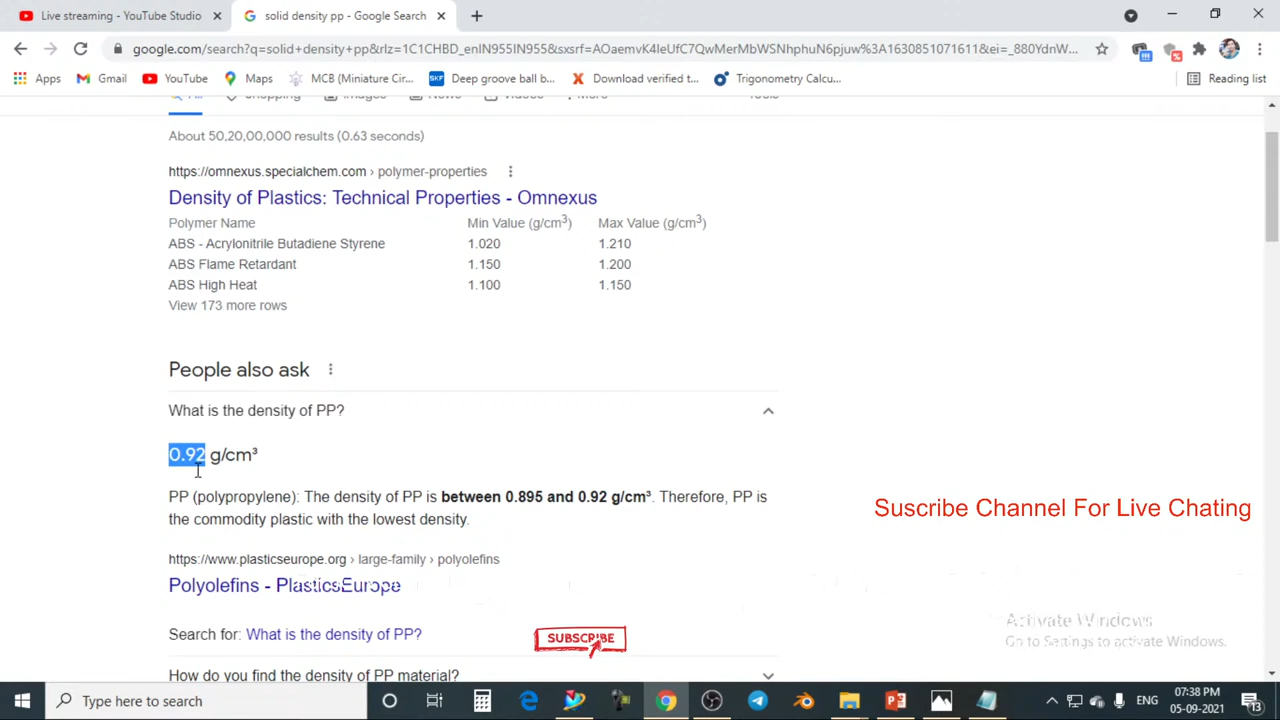 Live streaming - YouTube Studio
solid density pp - Google Search
google.com/search?q=solid+density+pp&rlz=1C1CHBD_enIN955IN955&sxsrf=AOaemvK4leUfC7QwMerMbWSNhphuN6pjuw%3A1630851071611&ei=_880YdnW...
Apps
Gmail
YouTube
Maps
MCB (Miniature Cir...
Deep groove ball b...
Download verified t...
Trigonometry Calcu...
Reading list
All Shopping Images News Videos More Tools
About 50,20,00,000 results (0.63 seconds)
https://omnexus.specialchem.com › polymer-properties
Density of Plastics: Technical Properties - Omnexus
Polymer Name Min Value (g/cm³) Max Value (g/cm³)
ABS - Acrylonitrile Butadiene Styrene 1.020 1.210
ABS Flame Retardant 1.150 1.200
ABS High Heat 1.100 1.150
View 173 more rows
People also ask
What is the density of PP?
0.92 g/cm³
PP (polypropylene): The density of PP is between 0.895 and 0.92 g/cm³. Therefore, PP is
the commodity plastic with the lowest density.
Suscribe Channel For Live Chating
https://www.plasticseurope.org › large-family › polyolefins
Polyolefins - PlasticsEurope
Search for: What is the density of PP?
SUBSCRIBE
Activate Windows
Go to Settings to activate Windows.
How do you find the density of PP material?
Type here to search
ENG
07:38 PM
05-09-2021
13